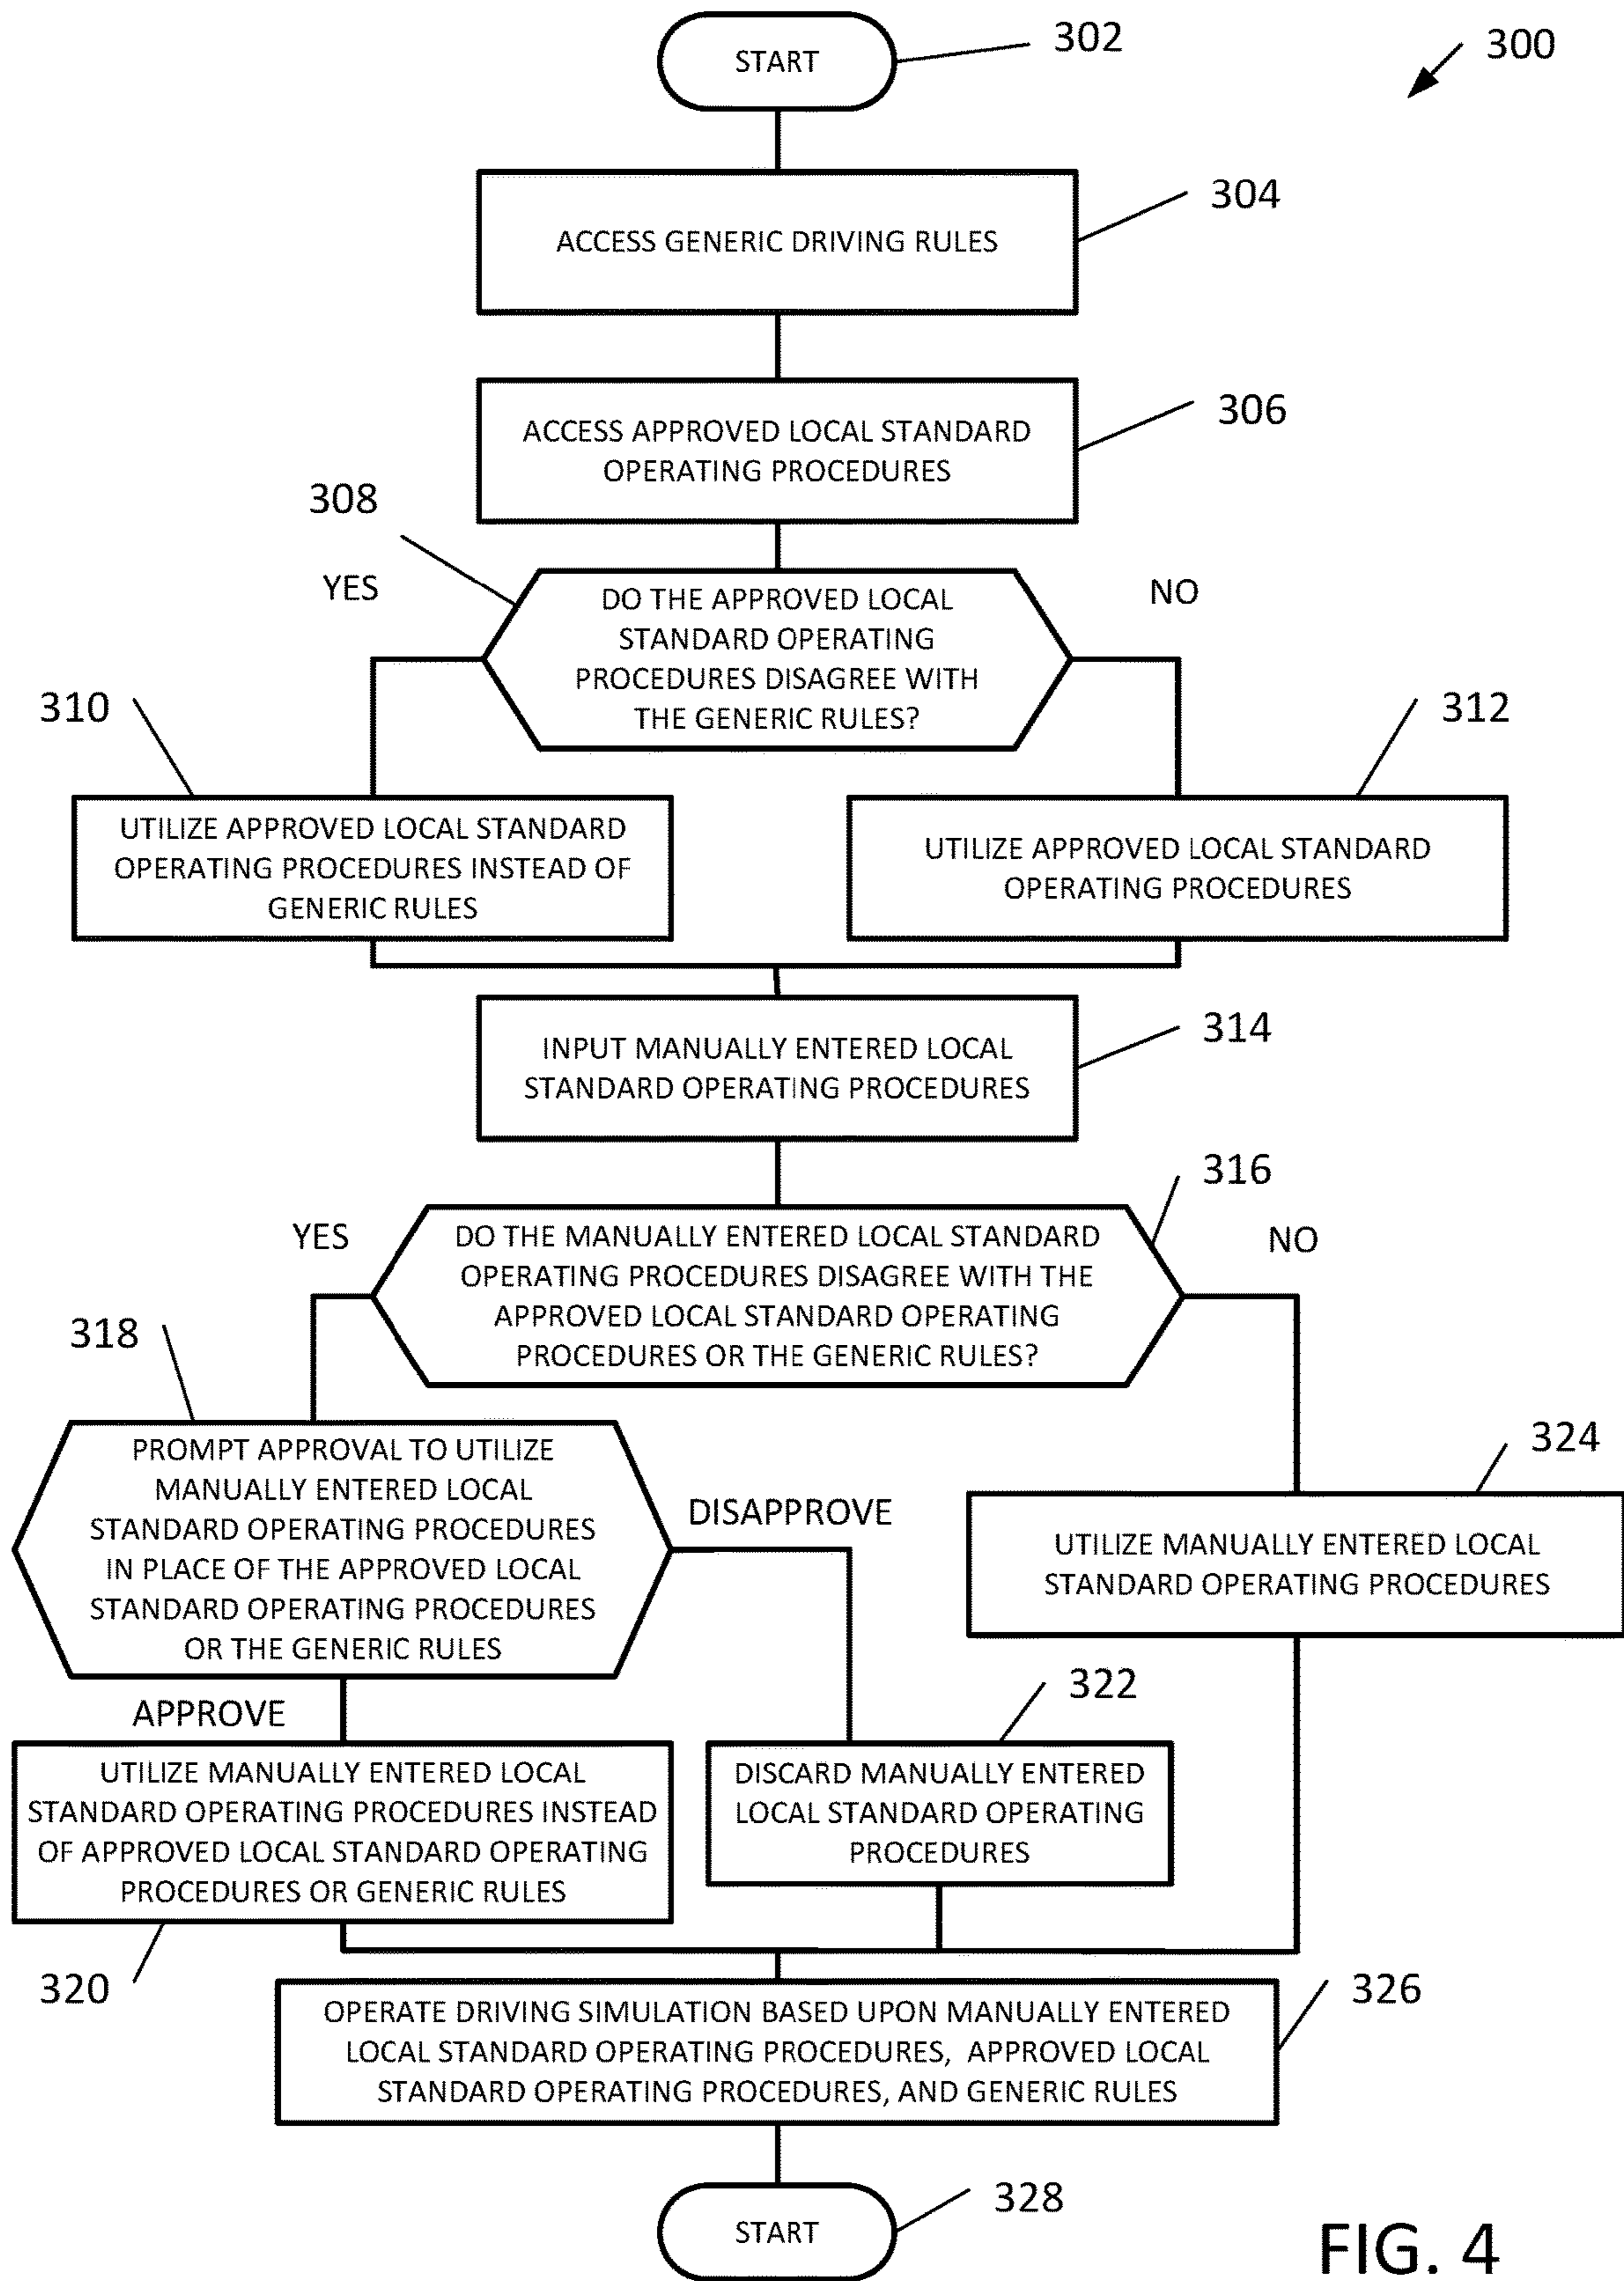 START
302
300
ACCESS GENERIC DRIVING RULES
304
ACCESS APPROVED LOCAL STANDARD
OPERATING PROCEDURES
306
308
YES
NO
DO THE APPROVED LOCAL
STANDARD OPERATING
PROCEDURES DISAGREE WITH
THE GENERIC RULES?
310
312
UTILIZE APPROVED LOCAL STANDARD
OPERATING PROCEDURES INSTEAD OF
GENERIC RULES
UTILIZE APPROVED LOCAL STANDARD
OPERATING PROCEDURES
INPUT MANUALLY ENTERED LOCAL
STANDARD OPERATING PROCEDURES
314
316
YES
NO
DO THE MANUALLY ENTERED LOCAL STANDARD
OPERATING PROCEDURES DISAGREE WITH THE
APPROVED LOCAL STANDARD OPERATING
PROCEDURES OR THE GENERIC RULES?
318
PROMPT APPROVAL TO UTILIZE
MANUALLY ENTERED LOCAL
STANDARD OPERATING PROCEDURES
IN PLACE OF THE APPROVED LOCAL
STANDARD OPERATING PROCEDURES
OR THE GENERIC RULES
DISAPPROVE
324
UTILIZE MANUALLY ENTERED LOCAL
STANDARD OPERATING PROCEDURES
APPROVE
322
UTILIZE MANUALLY ENTERED LOCAL
STANDARD OPERATING PROCEDURES INSTEAD
OF APPROVED LOCAL STANDARD OPERATING
PROCEDURES OR GENERIC RULES
DISCARD MANUALLY ENTERED
LOCAL STANDARD OPERATING
PROCEDURES
320
326
OPERATE DRIVING SIMULATION BASED UPON MANUALLY ENTERED
LOCAL STANDARD OPERATING PROCEDURES, APPROVED LOCAL
STANDARD OPERATING PROCEDURES, AND GENERIC RULES
START
328
FIG. 4